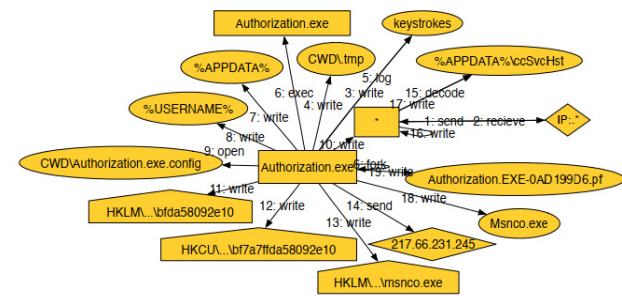 Authorization.exe
keystrokes
CWD\.tmp
%APPDATA%
%APPDATA%\ccSvcHst
5: log
6: exec
3: write
15: decode
4: write
17: write
%USERNAME%
7: write
*
1: send
2: recieve
IP:.*
16: write
8: write
10: write
9: open
CWD\Authorization.exe.config
Authorization.exe
6: fork
19: write
Authorization.EXE-0AD199D6.pf
11: write
18: write
HKLM\...\bfda58092e10
12: write
14: send
Msnco.exe
13: write
HKCU\...\bf7a7ffda58092e10
217.66.231.245
HKLM\...\msnco.exe